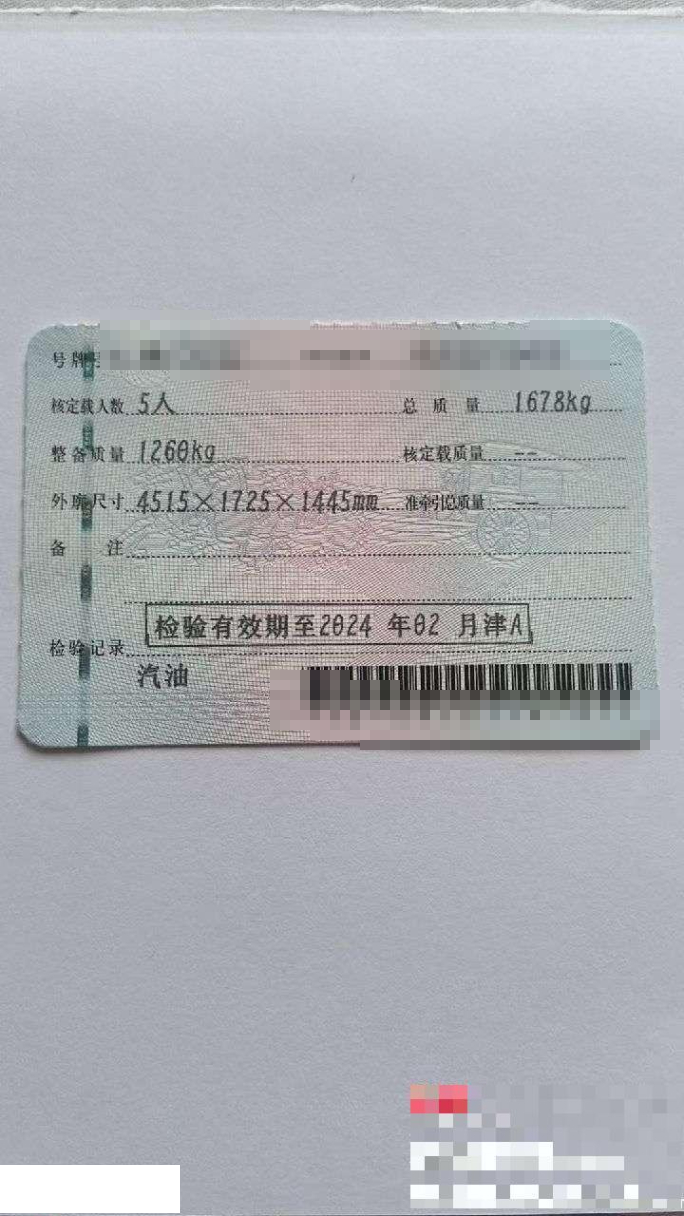 号牌
核定载人数 5人 总质量 1678kg
整备质量 1260kg 核定载质量 --
外廓尺寸 4515×1725×1445mm 准牵引总质量 --
备注
检验有效期至2024 年02 月津A
检验记录
汽油